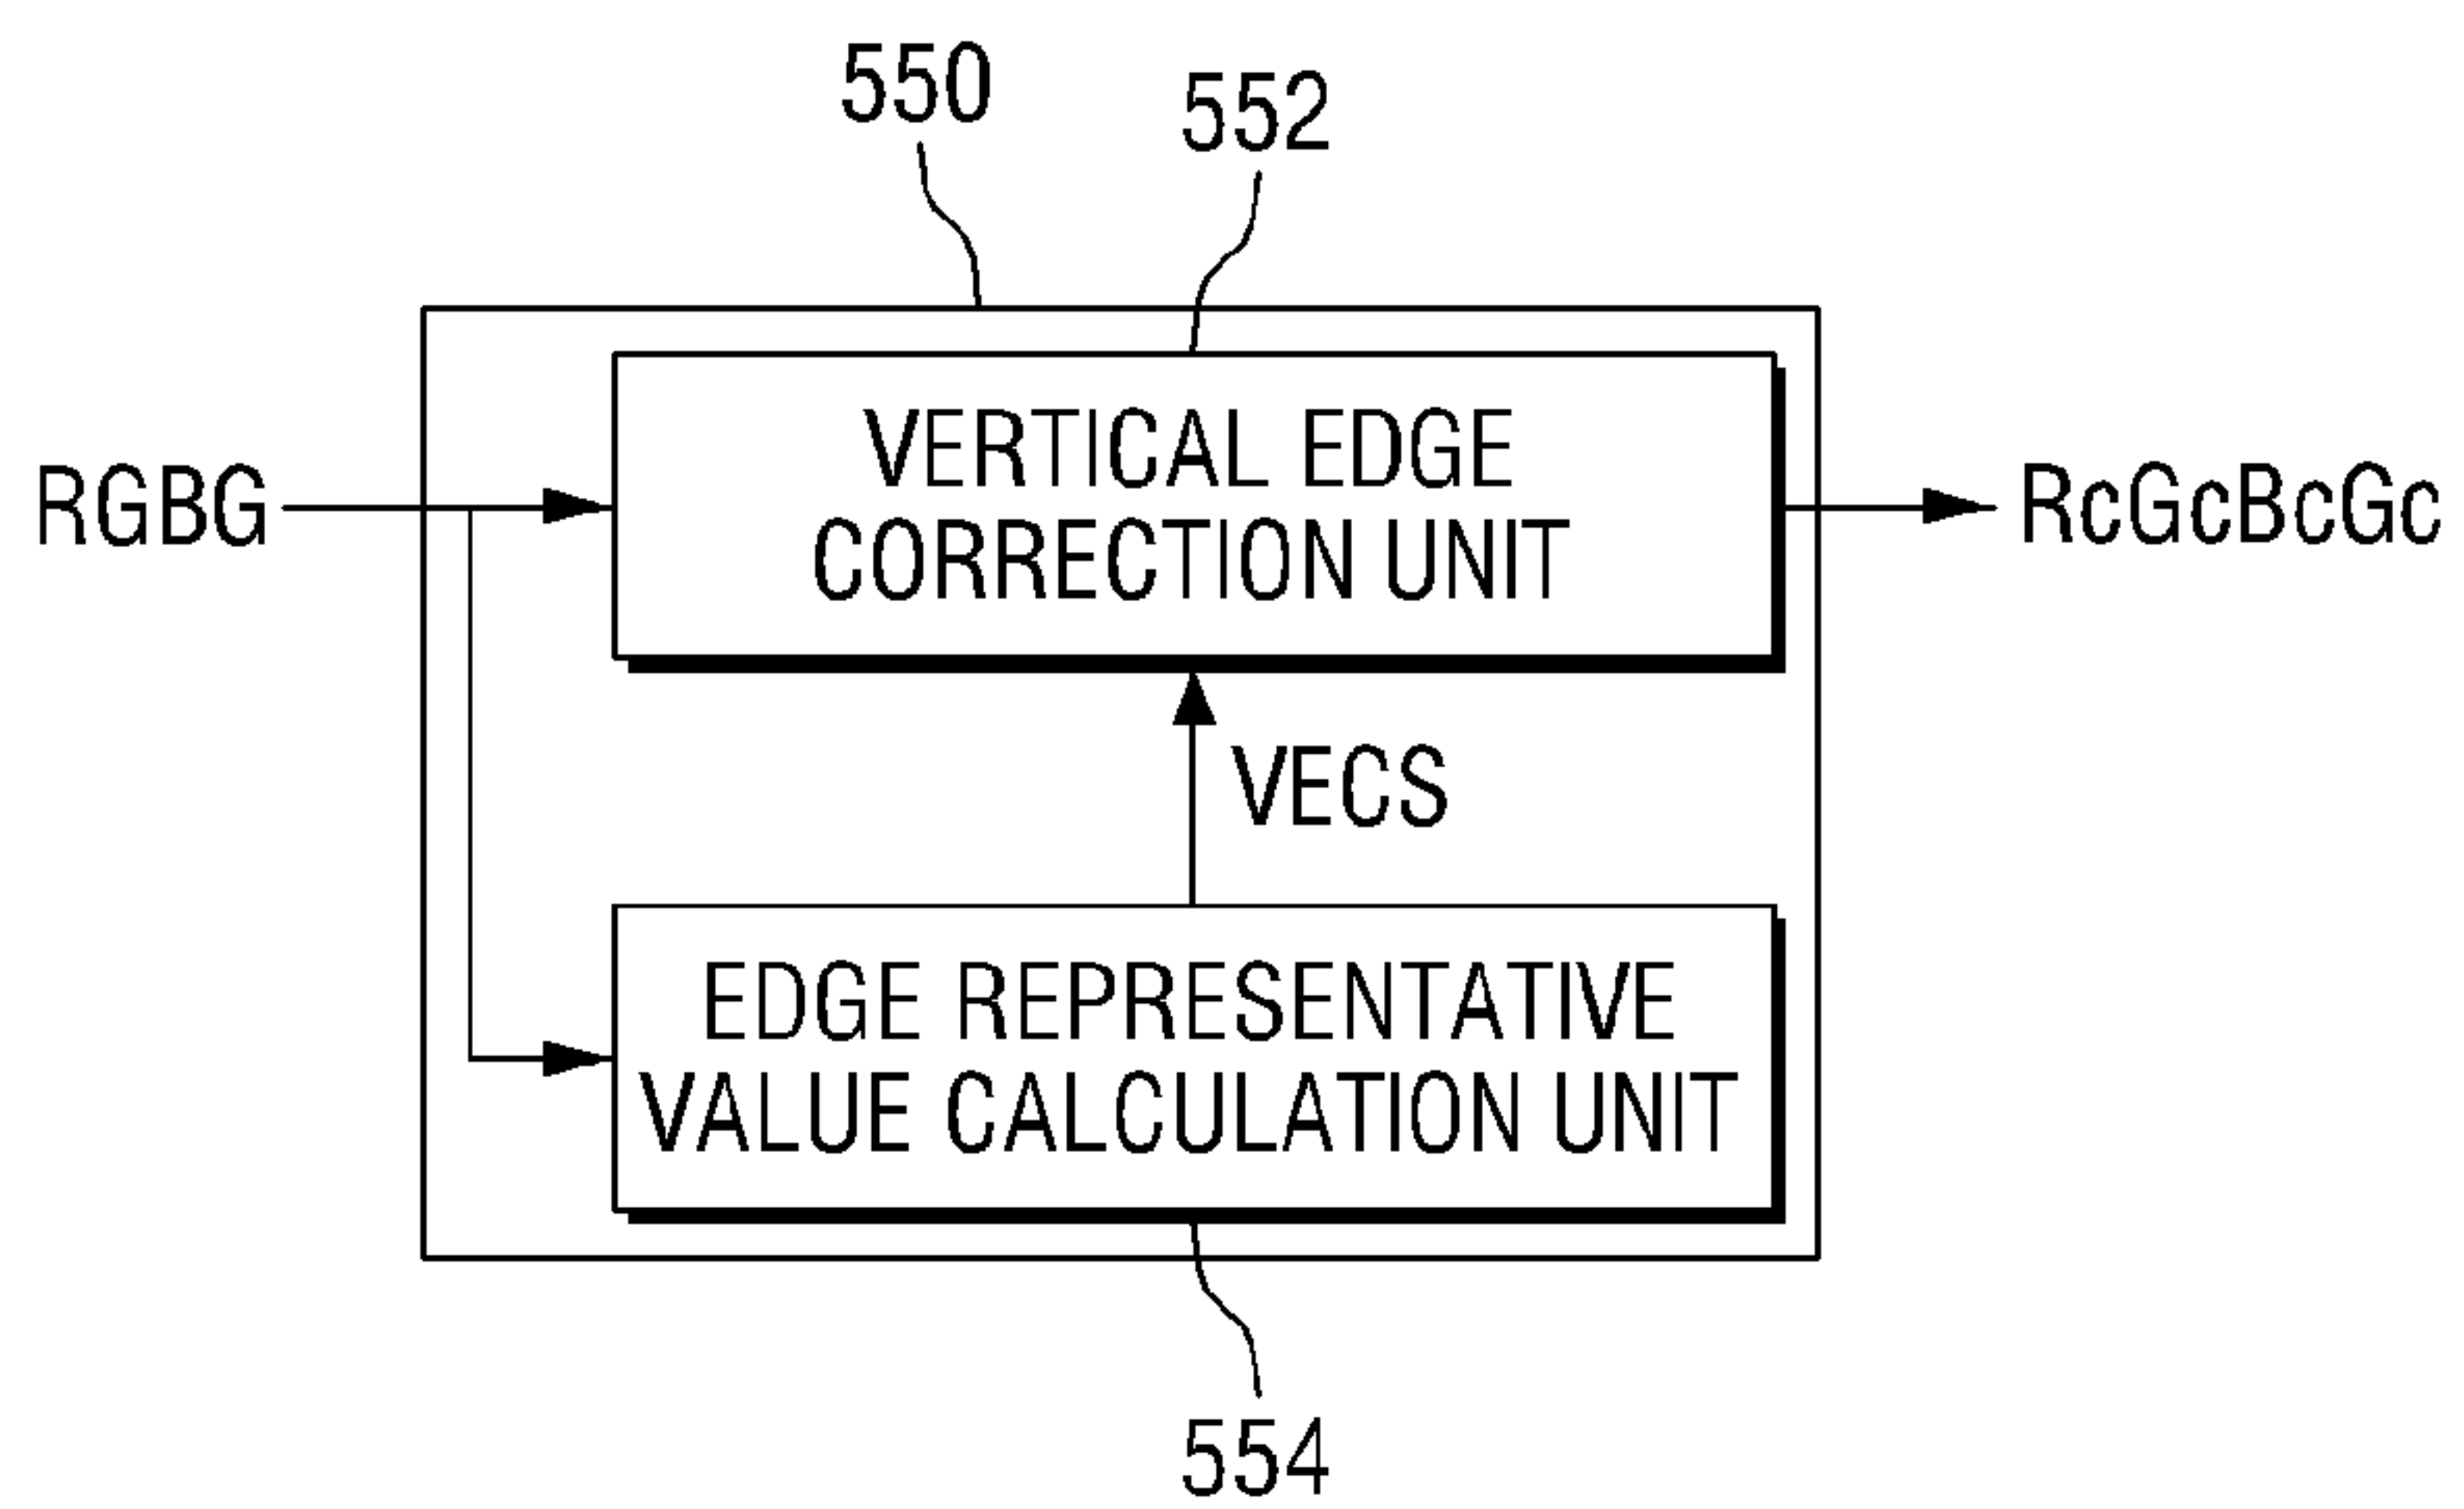 550
552
RGBG
VERTICAL EDGE
CORRECTION UNIT
RcGcBcGc
VECS
EDGE REPRESENTATIVE
VALUE CALCULATION UNIT
554